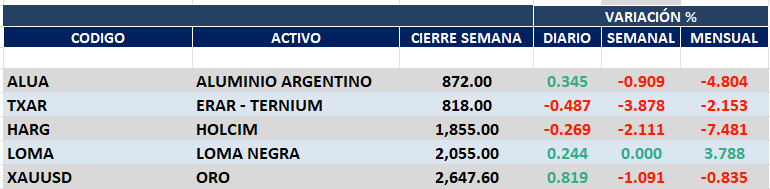 VARIACIÓN %
CODIGO ACTIVO CIERRE SEMANA DIARIO SEMANAL MENSUAL
ALUA ALUMINIO ARGENTINO 872.00 0.345 -0.909 -4.804
TXAR ERAR - TERNIUM 818.00 -0.487 -3.878 -2.153
HARG HOLCIM 1,855.00 -0.269 -2.111 -7.481
LOMA LOMA NEGRA 2,055.00 0.244 0.000 3.788
XAUUSD ORO 2,647.60 0.819 -1.091 -0.835